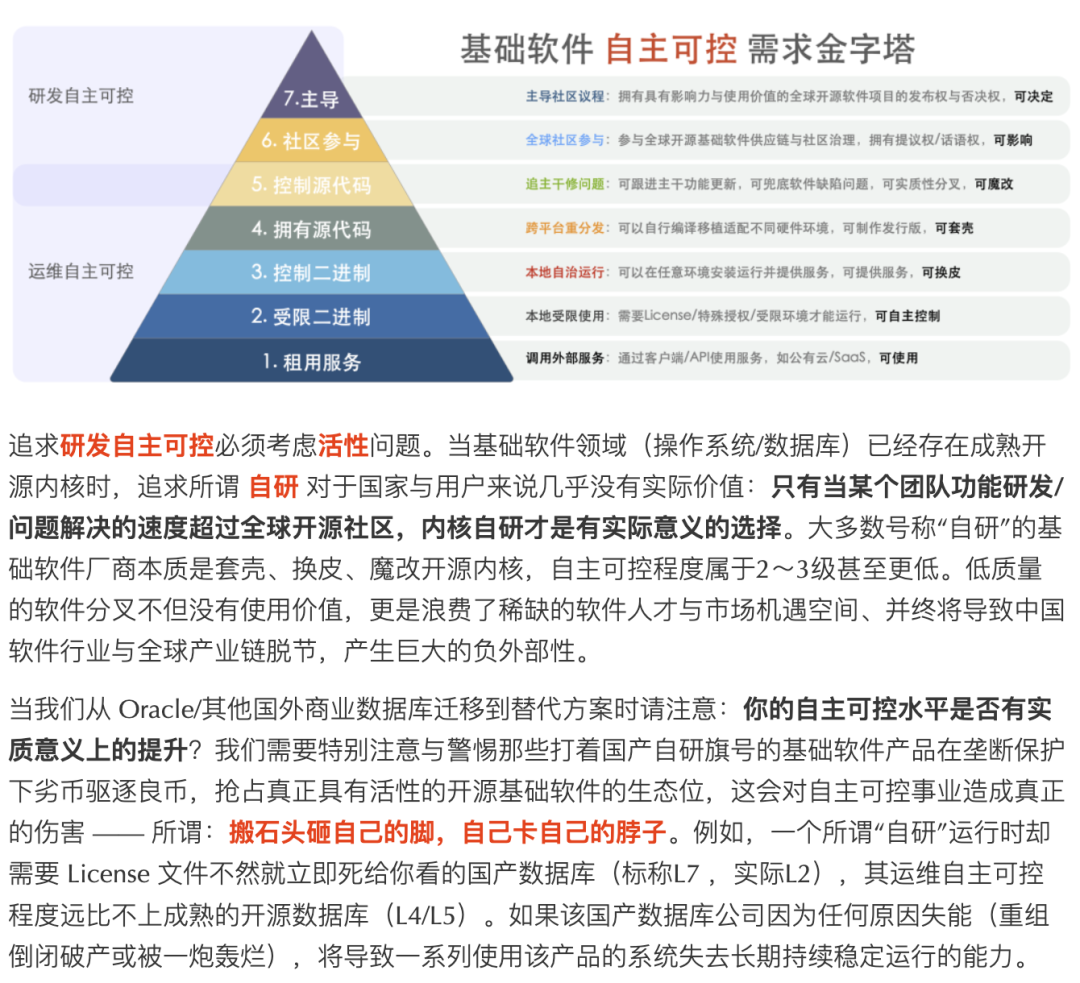 基础软件 自主可控 需求金字塔
研发自主可控
7.主导
主导社区议程：拥有具有影响力与使用价值的全球开源软件项目的发布权与否决权，可决定
6. 社区参与
全球社区参与：参与全球开源基础软件供应链与社区治理，拥有提议权/话语权，可影响
5. 控制源代码
追主干修问题：可跟进主干功能更新，可兜底软件缺陷问题，可实质性分叉，可魔改
4. 拥有源代码
跨平台重分发：可以自行编译移植适配不同硬件环境，可制作发行版，可套壳
运维自主可控
3. 控制二进制
本地自治运行：可以在任意环境安装运行并提供服务，可提供服务，可换皮
2. 受限二进制
本地受限使用：需要License/特殊授权/受限环境才能运行，可自主控制
1. 租用服务
调用外部服务：通过客户端/API使用服务，如公有云/SaaS，可使用
追求研发自主可控必须考虑活性问题。当基础软件领域（操作系统/数据库）已经存在成熟开
源内核时，追求所谓 自研 对于国家与用户来说几乎没有实际价值：只有当某个团队功能研发/
问题解决的速度超过全球开源社区，内核自研才是有实际意义的选择。大多数号称“自研”的基
础软件厂商本质是套壳、换皮、魔改开源内核，自主可控程度属于2～3级甚至更低。低质量
的软件分叉不但没有使用价值，更是浪费了稀缺的软件人才与市场机遇空间、并终将导致中国
软件行业与全球产业链脱节，产生巨大的负外部性。
当我们从 Oracle/其他国外商业数据库迁移到替代方案时请注意：你的自主可控水平是否有实
质意义上的提升？我们需要特别注意与警惕那些打着国产自研旗号的基础软件产品在垄断保护
下劣币驱逐良币，抢占真正具有活性的开源基础软件的生态位，这会对自主可控事业造成真正
的伤害 —— 所谓：搬石头砸自己的脚，自己卡自己的脖子。例如，一个所谓“自研”运行时却
需要 License 文件不然就立即死给你看的国产数据库（标称L7 ，实际L2），其运维自主可控
程度远比不上成熟的开源数据库（L4/L5）。如果该国产数据库公司因为任何原因失能（重组
倒闭破产或被一炮轰烂），将导致一系列使用该产品的系统失去长期持续稳定运行的能力。